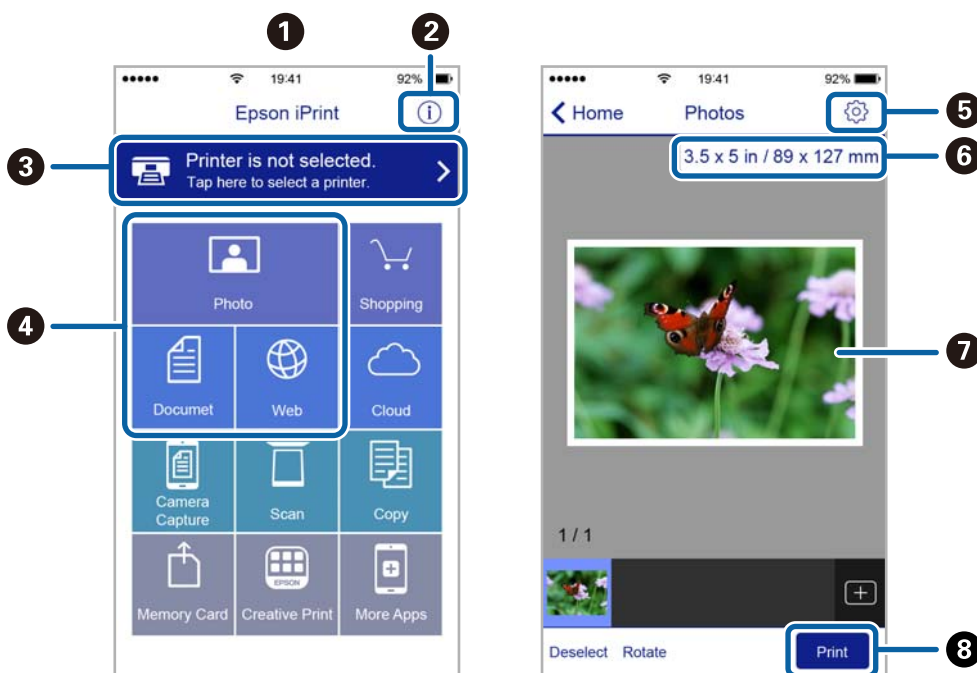 1
2
19:41
92%
Epson iPrint
3
Printer is not selected.
Tap here to select a printer.
4
Photo
Shopping
Documet
Web
Cloud
Camera
Capture
Scan
Copy
EPSON
Memory Card
Creative Print
More Apps
19:41
92%
Home
Photos
5
3.5 x 5 in / 89 x 127 mm
6
7
1 / 1
Deselect
Rotate
Print
8